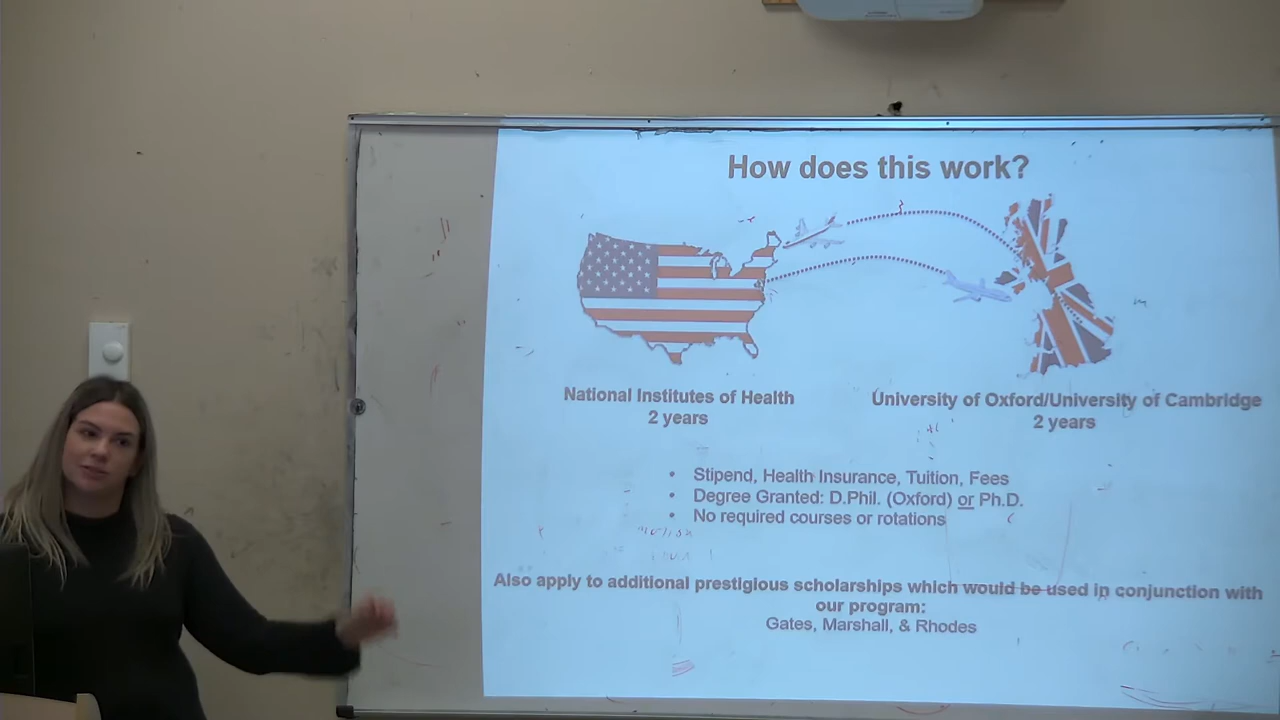 How does this work?
National Institutes of Health
2 years
University of Oxford/University of Cambridge
2 years
• Stipend, Health Insurance, Tuition, Fees
• Degree Granted: D.Phil. (Oxford) or Ph.D.
• No required courses or rotations
Also apply to additional prestigious scholarships which would be used in conjunction with
our program:
Gates, Marshall, & Rhodes